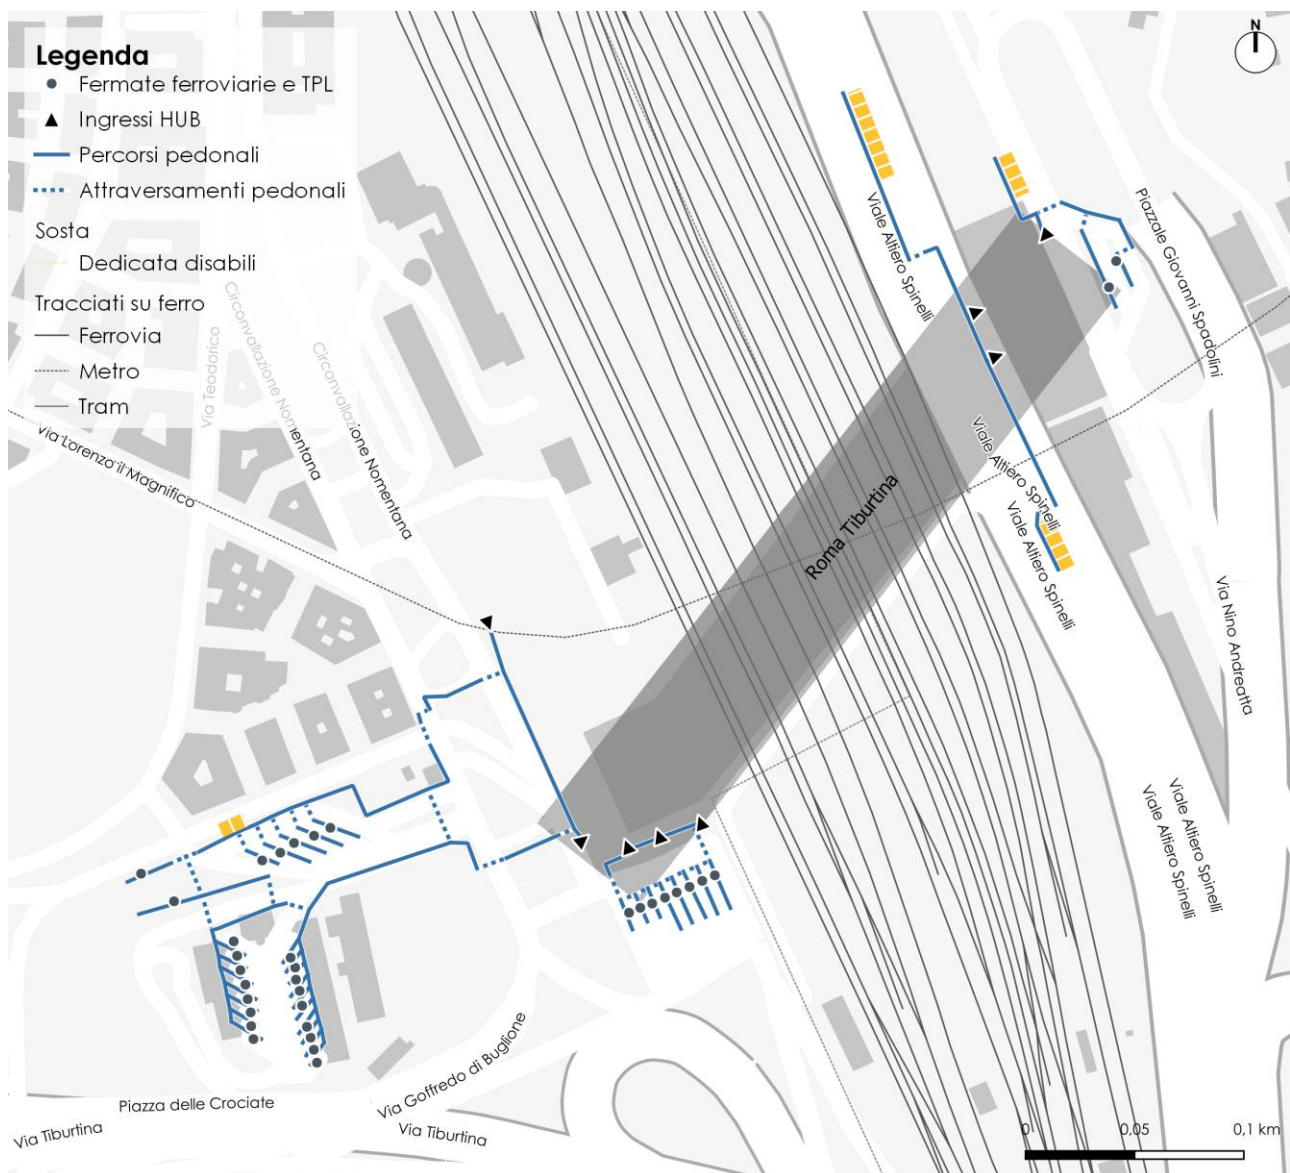 Legenda
Fermate ferroviarie e TPL
Ingressi HUB
Percorsi pedonali
Attraversamenti pedonali
Sosta
Dedicata disabili
Tracciati su ferro
Ferrovia
Metro
Tram
N
Via Teodorico
Circonvallazione Nomentana
Circonvallazione Nomentana
Via Lorenzo il Magnifico
Viale Altiero Spinelli
Piazzale Giovanni Spadolini
Viale Altiero Spinelli
Viale Altiero Spinelli
Roma Tiburtina
Via Nino Andreatta
Viale Altiero Spinelli
Viale Altiero Spinelli
Via Goffredo di Buglione
Piazza delle Crociate
Via Tiburtina
Via Tiburtina
0 0,05 0,1 km